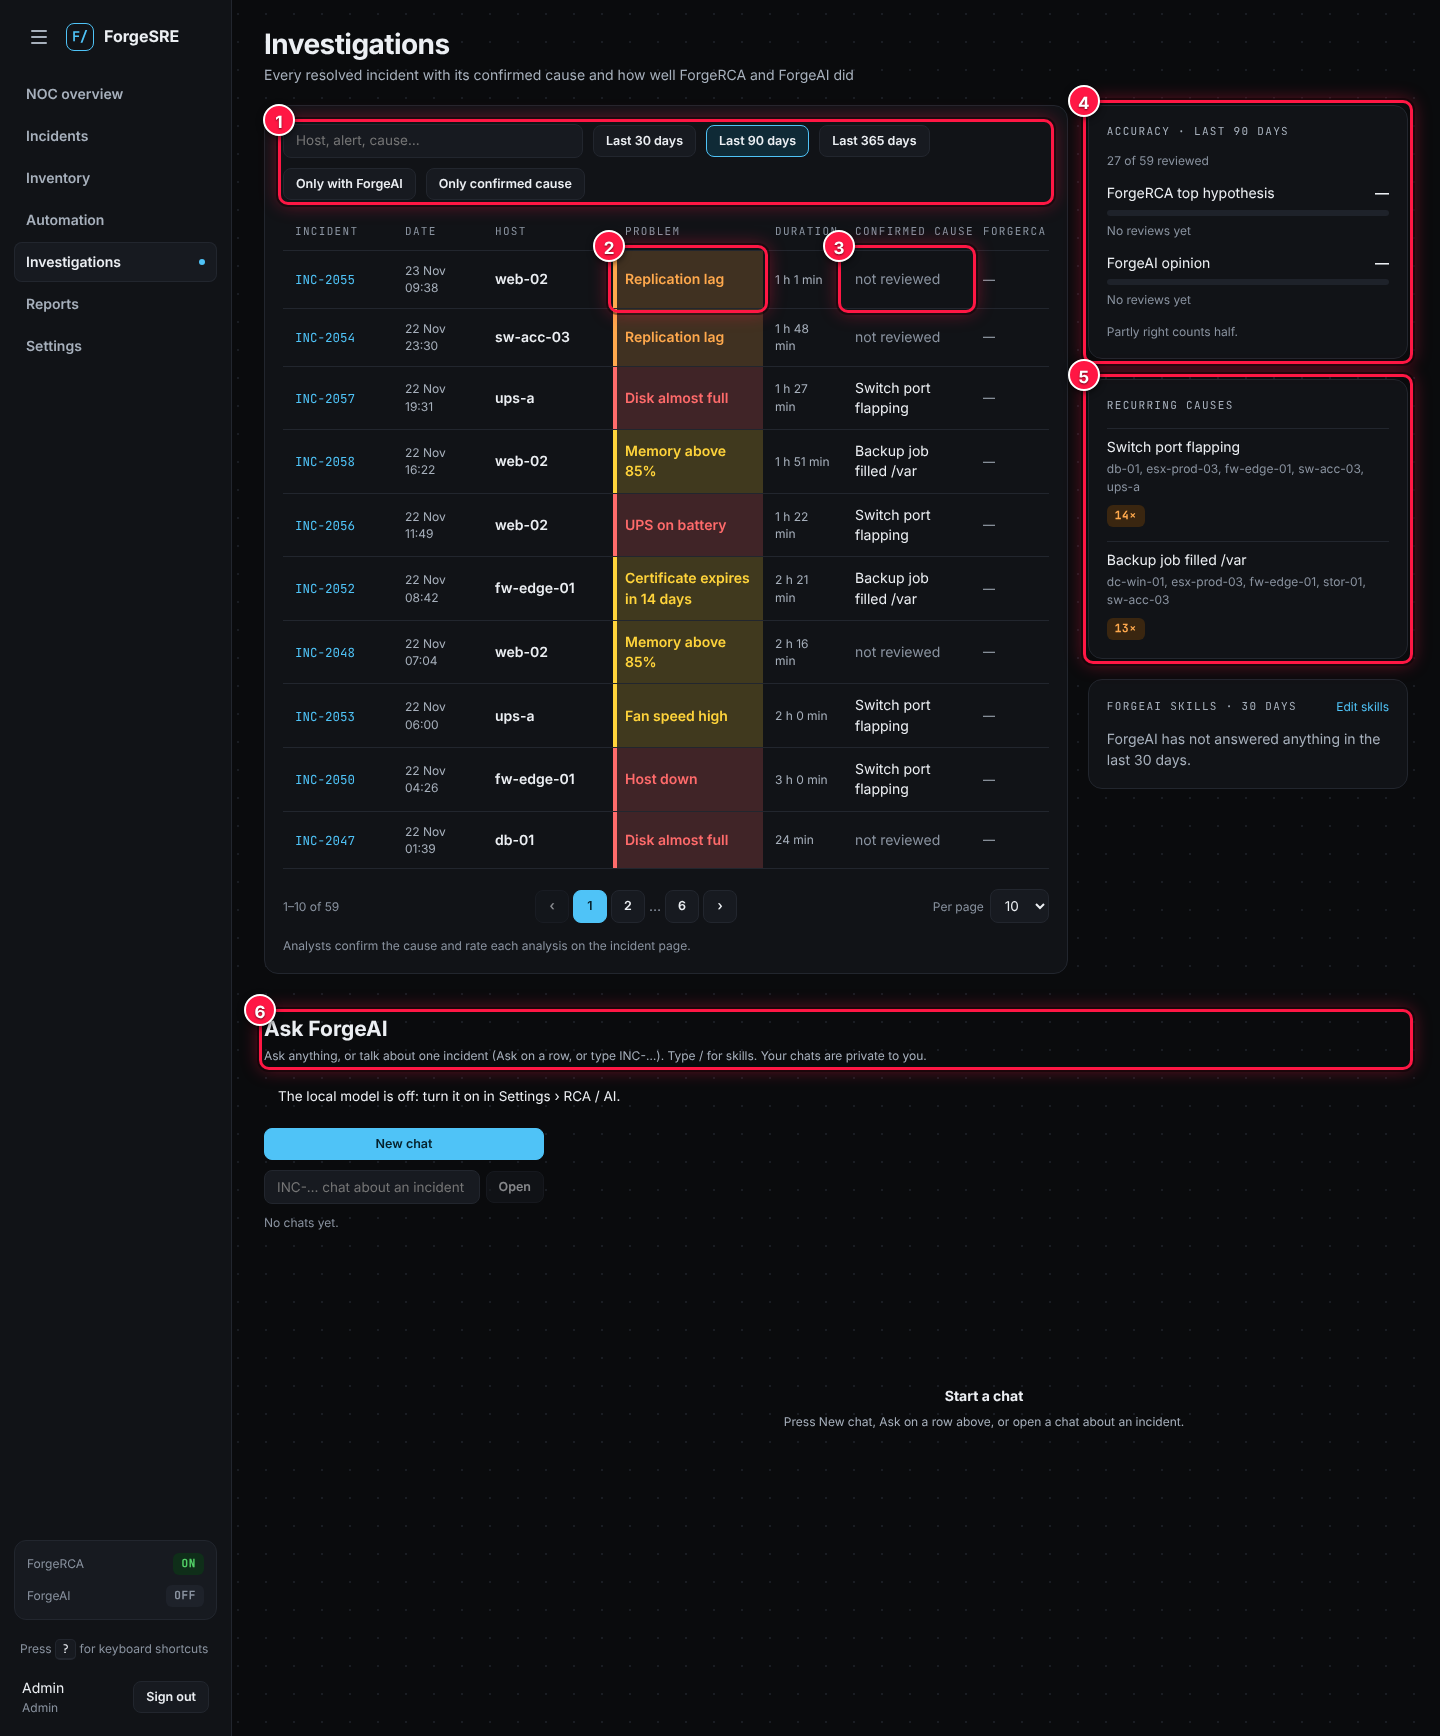 F/ ForgeSRE
NOC overview
Incidents
Inventory
Automation
Investigations
Reports
Settings
ForgeRCA ON
ForgeAI OFF
Press ? for keyboard shortcuts
Admin
Admin
Sign out
Investigations
Every resolved incident with its confirmed cause and how well ForgeRCA and ForgeAI did
1
Host, alert, cause... Last 30 days Last 90 days Last 365 days
Only with ForgeAI Only confirmed cause
INCIDENT DATE HOST PROBLEM DURATION CONFIRMED CAUSE FORGERCA
2 3
INC-2055 23 Nov 09:38 web-02 Replication lag 1 h 1 min not reviewed —
INC-2054 22 Nov 23:30 sw-acc-03 Replication lag 1 h 48 min not reviewed —
INC-2057 22 Nov 19:31 ups-a Disk almost full 1 h 27 min Switch port flapping —
INC-2058 22 Nov 16:22 web-02 Memory above 85% 1 h 51 min Backup job filled /var —
INC-2056 22 Nov 11:49 web-02 UPS on battery 1 h 22 min Switch port flapping —
INC-2052 22 Nov 08:42 fw-edge-01 Certificate expires in 14 days 2 h 21 min Backup job filled /var —
INC-2048 22 Nov 07:04 web-02 Memory above 85% 2 h 16 min not reviewed —
INC-2053 22 Nov 06:00 ups-a Fan speed high 2 h 0 min Switch port flapping —
INC-2050 22 Nov 04:26 fw-edge-01 Host down 3 h 0 min Switch port flapping —
INC-2047 22 Nov 01:39 db-01 Disk almost full 24 min not reviewed —
1–10 of 59 ‹ 1 2 ... 6 › Per page 10
Analysts confirm the cause and rate each analysis on the incident page.
4
ACCURACY · LAST 90 DAYS
27 of 59 reviewed
ForgeRCA top hypothesis —
No reviews yet
ForgeAI opinion —
No reviews yet
Partly right counts half.
5
RECURRING CAUSES
Switch port flapping
db-01, esx-prod-03, fw-edge-01, sw-acc-03,
ups-a
14×
Backup job filled /var
dc-win-01, esx-prod-03, fw-edge-01, stor-01,
sw-acc-03
13×
FORGEAI SKILLS · 30 DAYS Edit skills
ForgeAI has not answered anything in the
last 30 days.
6
Ask ForgeAI
Ask anything, or talk about one incident (Ask on a row, or type INC-...). Type / for skills. Your chats are private to you.
The local model is off: turn it on in Settings › RCA / AI.
New chat
INC-... chat about an incident Open
No chats yet.
Start a chat
Press New chat, Ask on a row above, or open a chat about an incident.